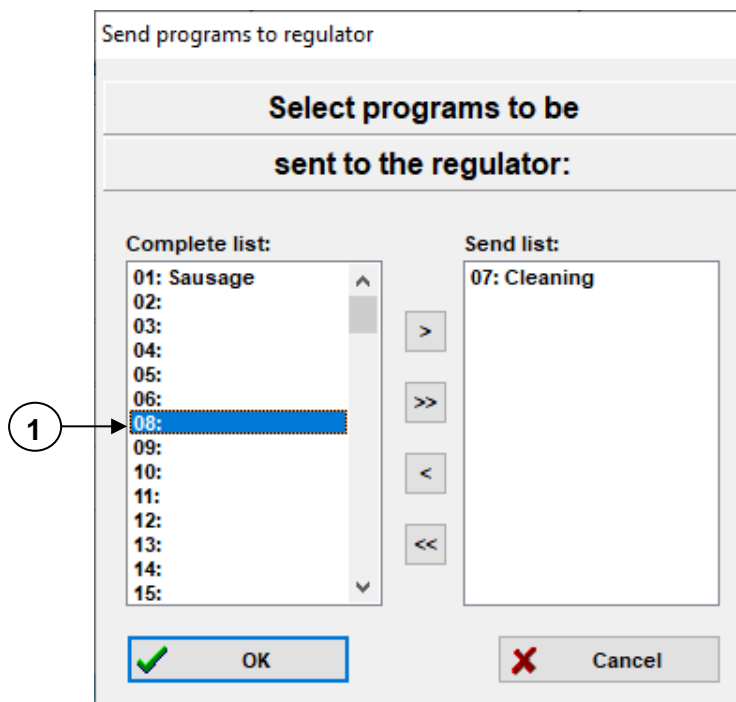 Send programs to regulator
Select programs to be
sent to the regulator:
Complete list:
01: Sausage
02:
03:
04:
05:
06:
08:
09:
10:
11:
12:
13:
14:
15:
>
>>
<
<<
Send list:
07: Cleaning
1
OK
Cancel